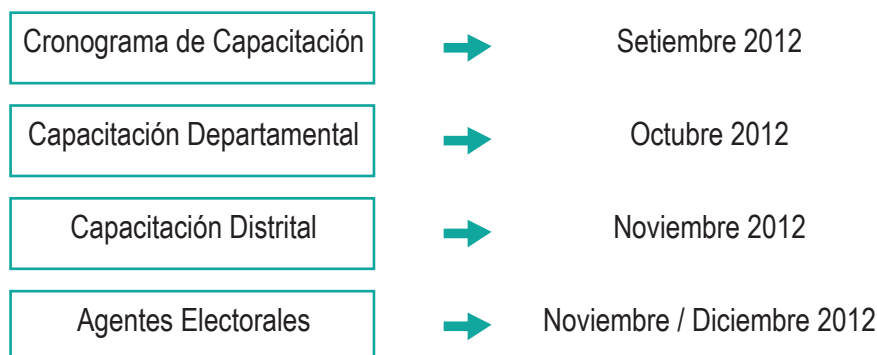 Cronograma de Capacitación Setiembre 2012
Capacitación Departamental Octubre 2012
Capacitación Distrital Noviembre 2012
Agentes Electorales Noviembre / Diciembre 2012